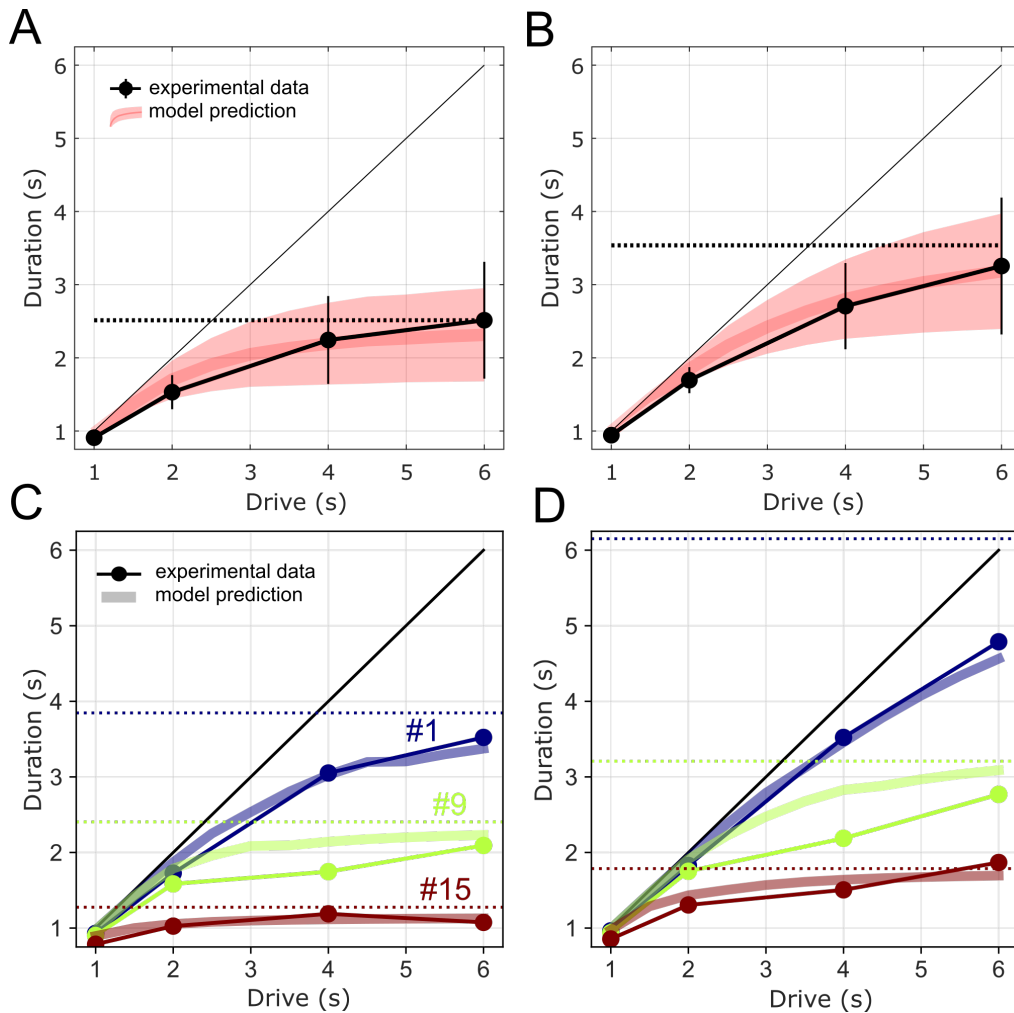 A
B
experimental data
model prediction
6
5
4
3
2
1
Duration (s)
1 2 3 4 5 6
Drive (s)
6
5
4
3
2
1
Duration (s)
1 2 3 4 5 6
Drive (s)
C
D
experimental data
model prediction
#1
#9
#15
6
5
4
3
2
1
Duration (s)
1 2 3 4 5 6
Drive (s)
6
5
4
3
2
1
Duration (s)
1 2 3 4 5 6
Drive (s)